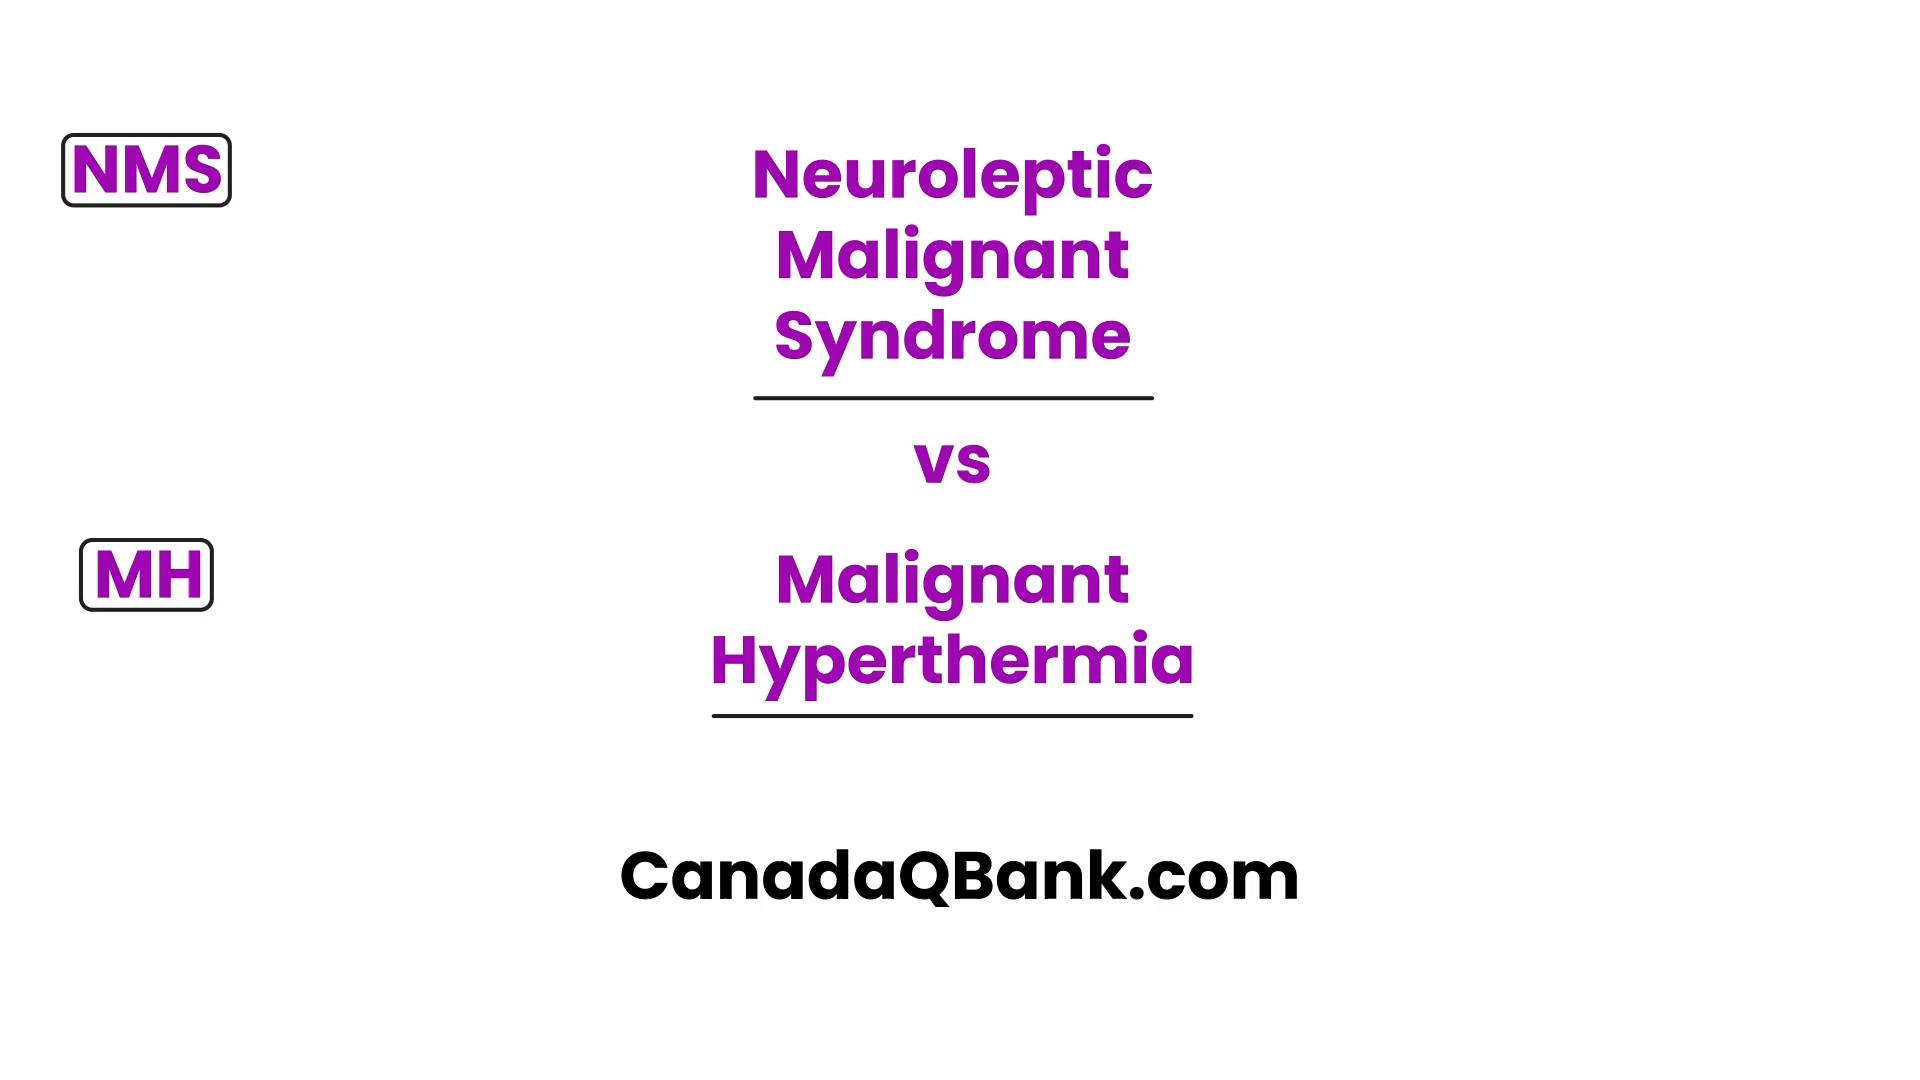 NMS
Neuroleptic
Malignant
Syndrome
vs
MH
Malignant
Hyperthermia
CanadaQBank.com